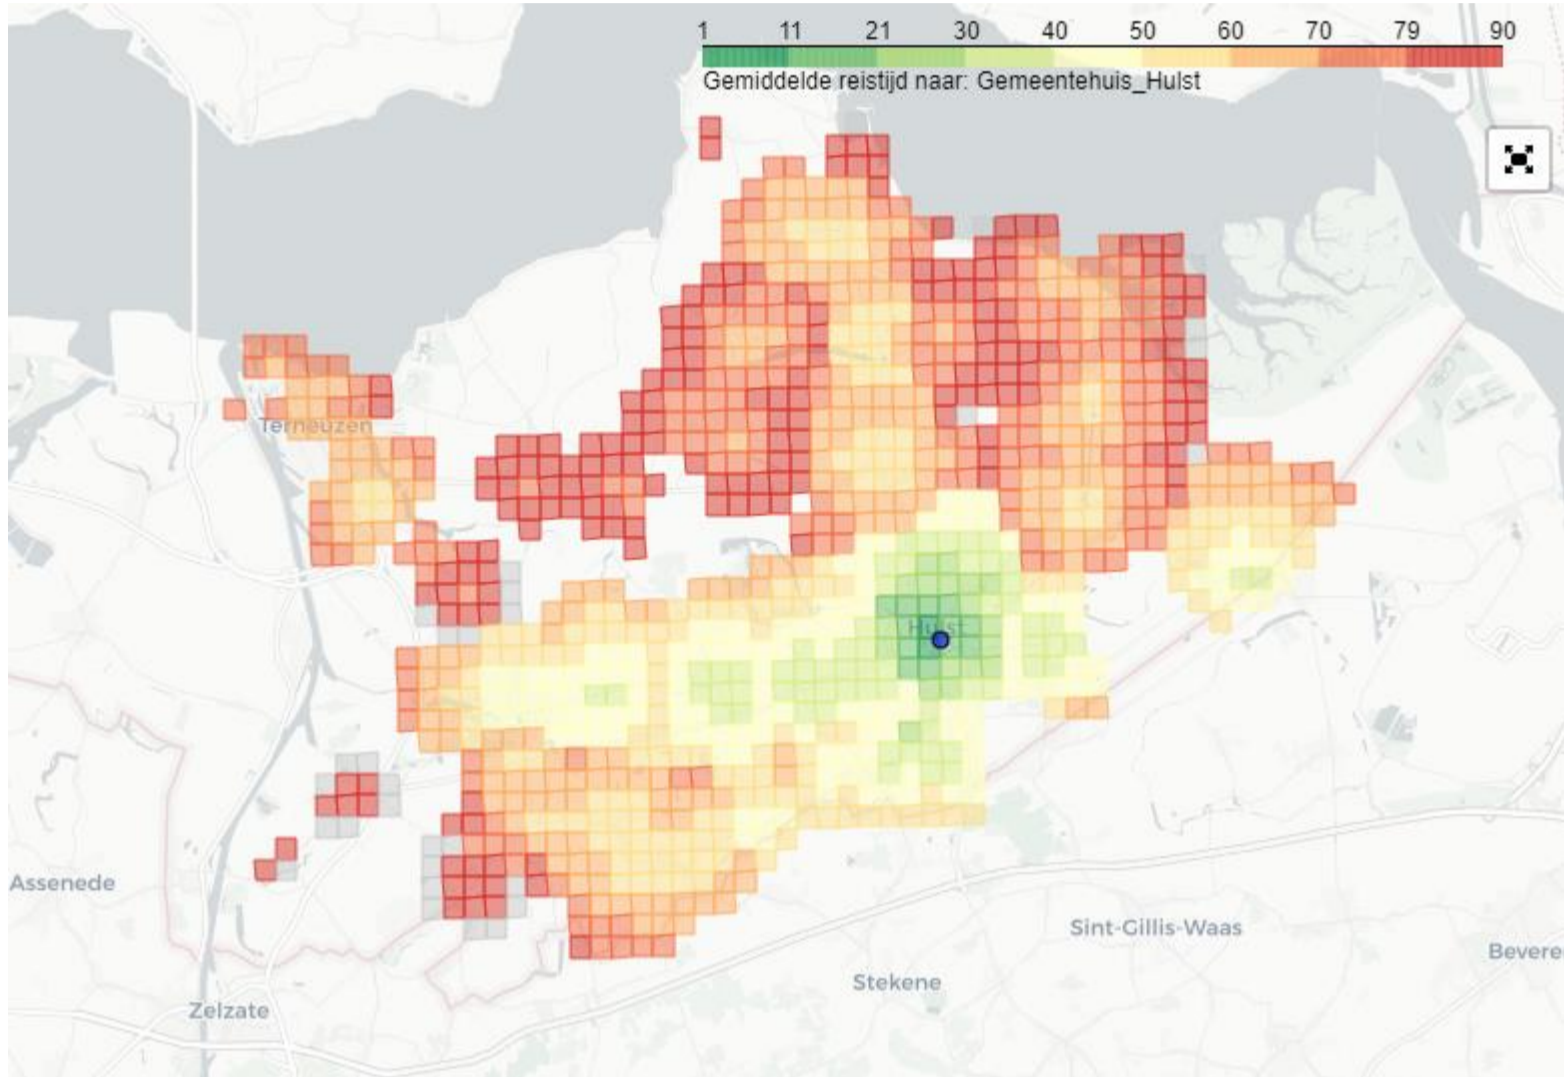 1 11 21 30 40 50 60 70 79 90
Gemiddelde reistijd naar: Gemeentehuis_Hulst
Terneuzen
Hulst
Assenede
Sint-Gillis-Waas
Bevere
Stekene
Zelzate